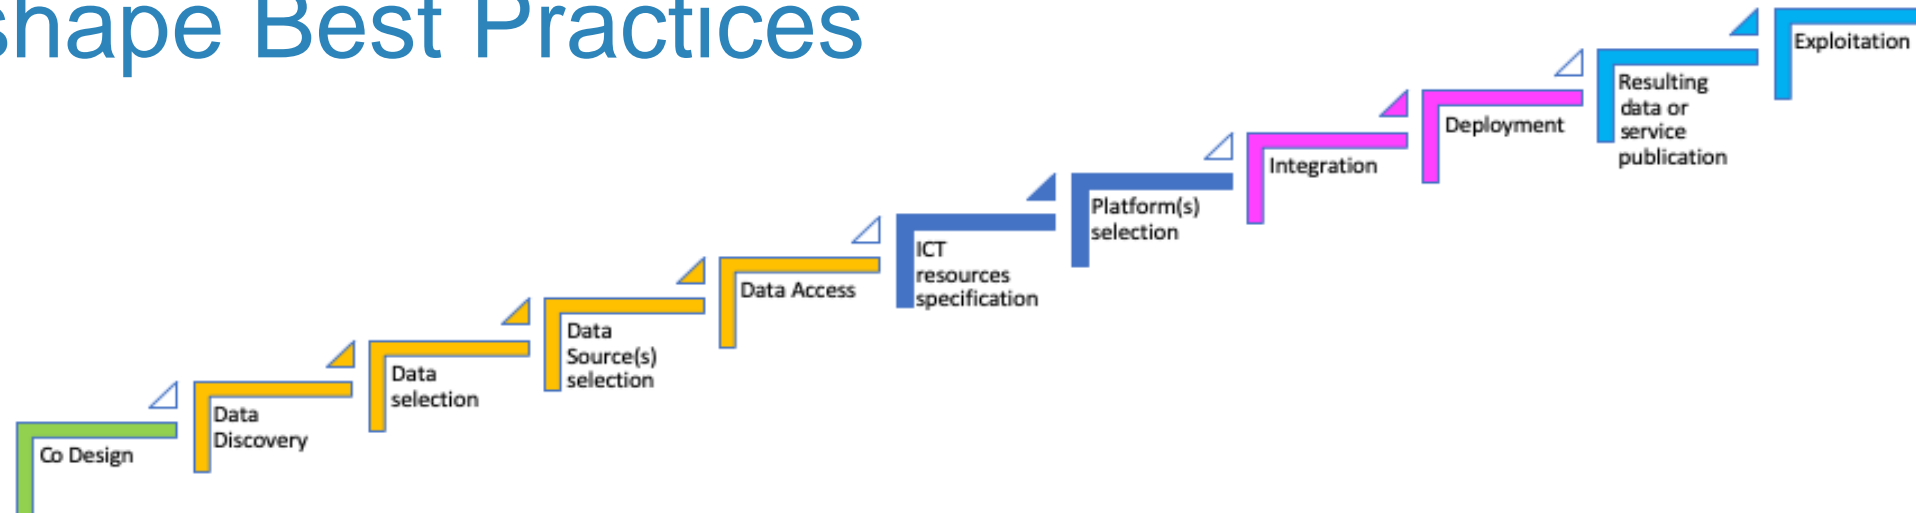 shape Best Practices
Co Design
Data
Discovery
Data
selection
Data
Source(s)
selection
Data Access
ICT
resources
specification
Platform(s)
selection
Integration
Deployment
Resulting
data or
service
publication
Exploitation